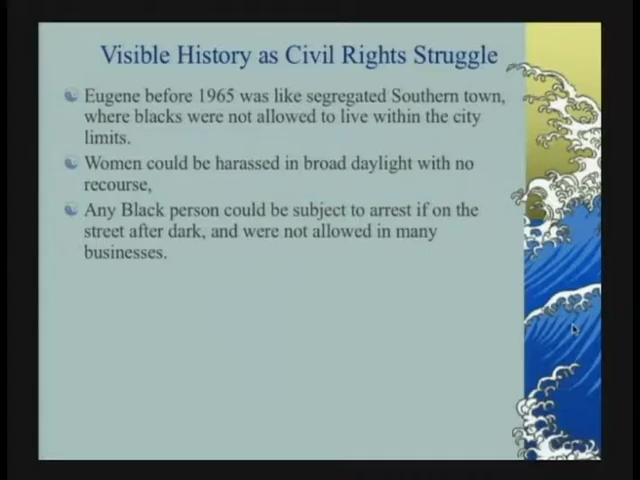 Visible History as Civil Rights Struggle
Eugene before 1965 was like segregated Southern town,
where blacks were not allowed to live within the city
limits.
Women could be harassed in broad daylight with no
recourse,
Any Black person could be subject to arrest if on the
street after dark, and were not allowed in many
businesses.